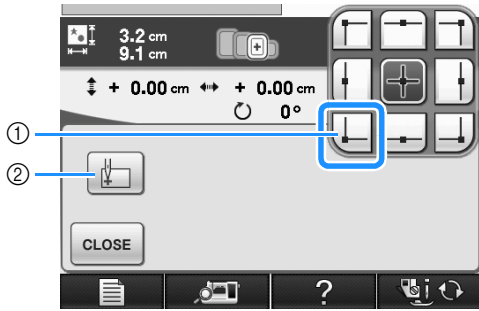 3.2 cm
9.1 cm
+ 0.00 cm + 0.00 cm
0°
①
②
CLOSE
?